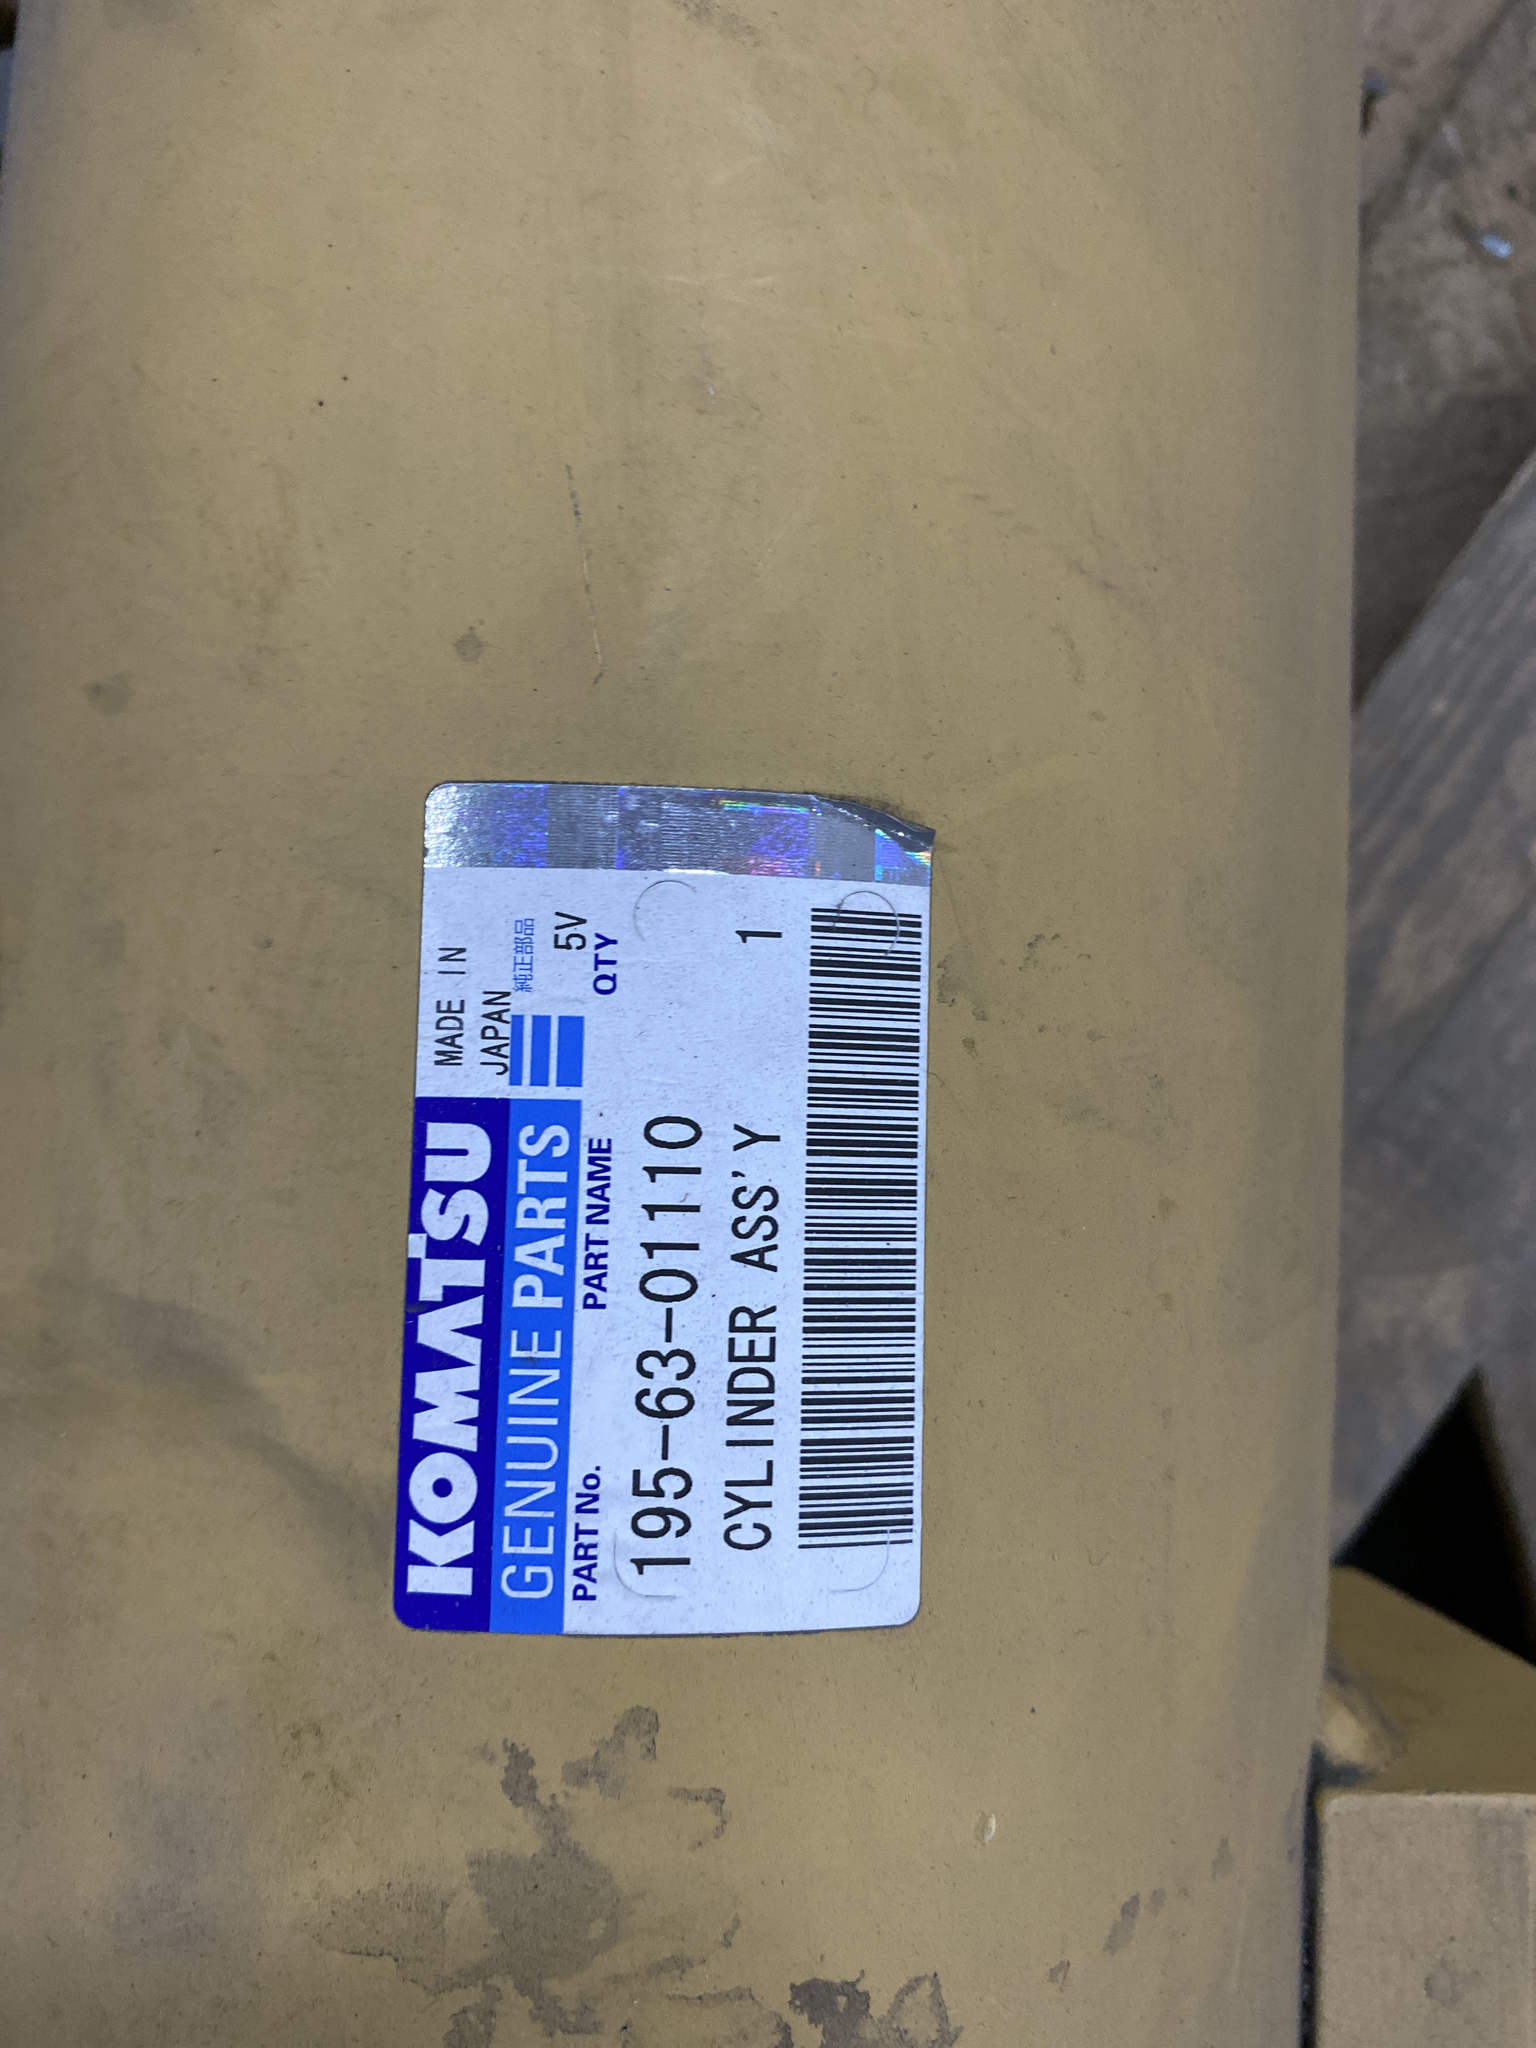 KOMATSU
MADE IN
JAPAN
GENUINE PARTS
純正部品
5V
PART No.
PART NAME
QTY
195-63-01110
CYLINDER ASS'Y
1